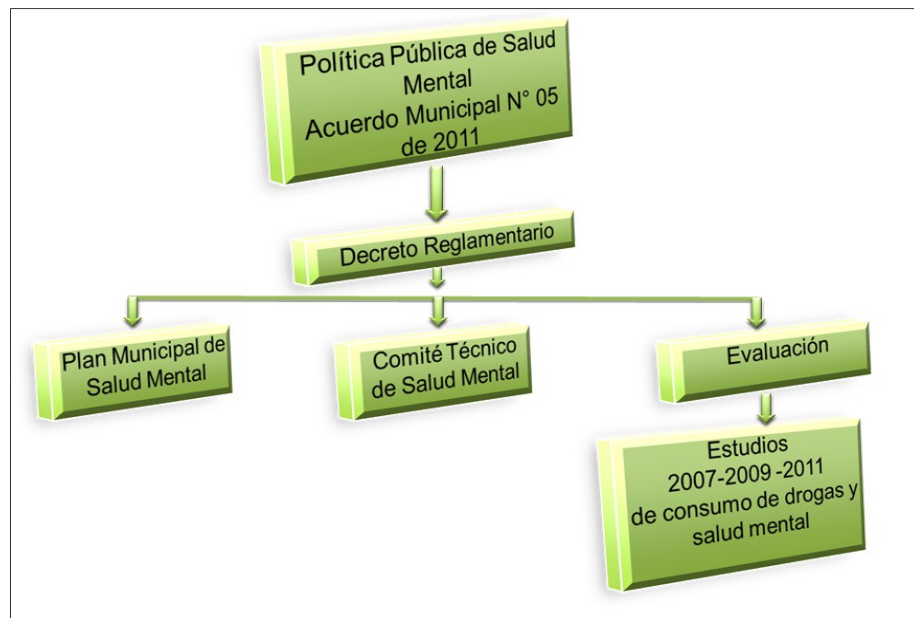 Política Pública de Salud
Mental
Acuerdo Municipal N° 05
de 2011
Decreto Reglamentario
Plan Municipal de
Salud Mental
Comité Técnico
de Salud Mental
Evaluación
Estudios
2007-2009 -2011
de consumo de drogas y
salud mental